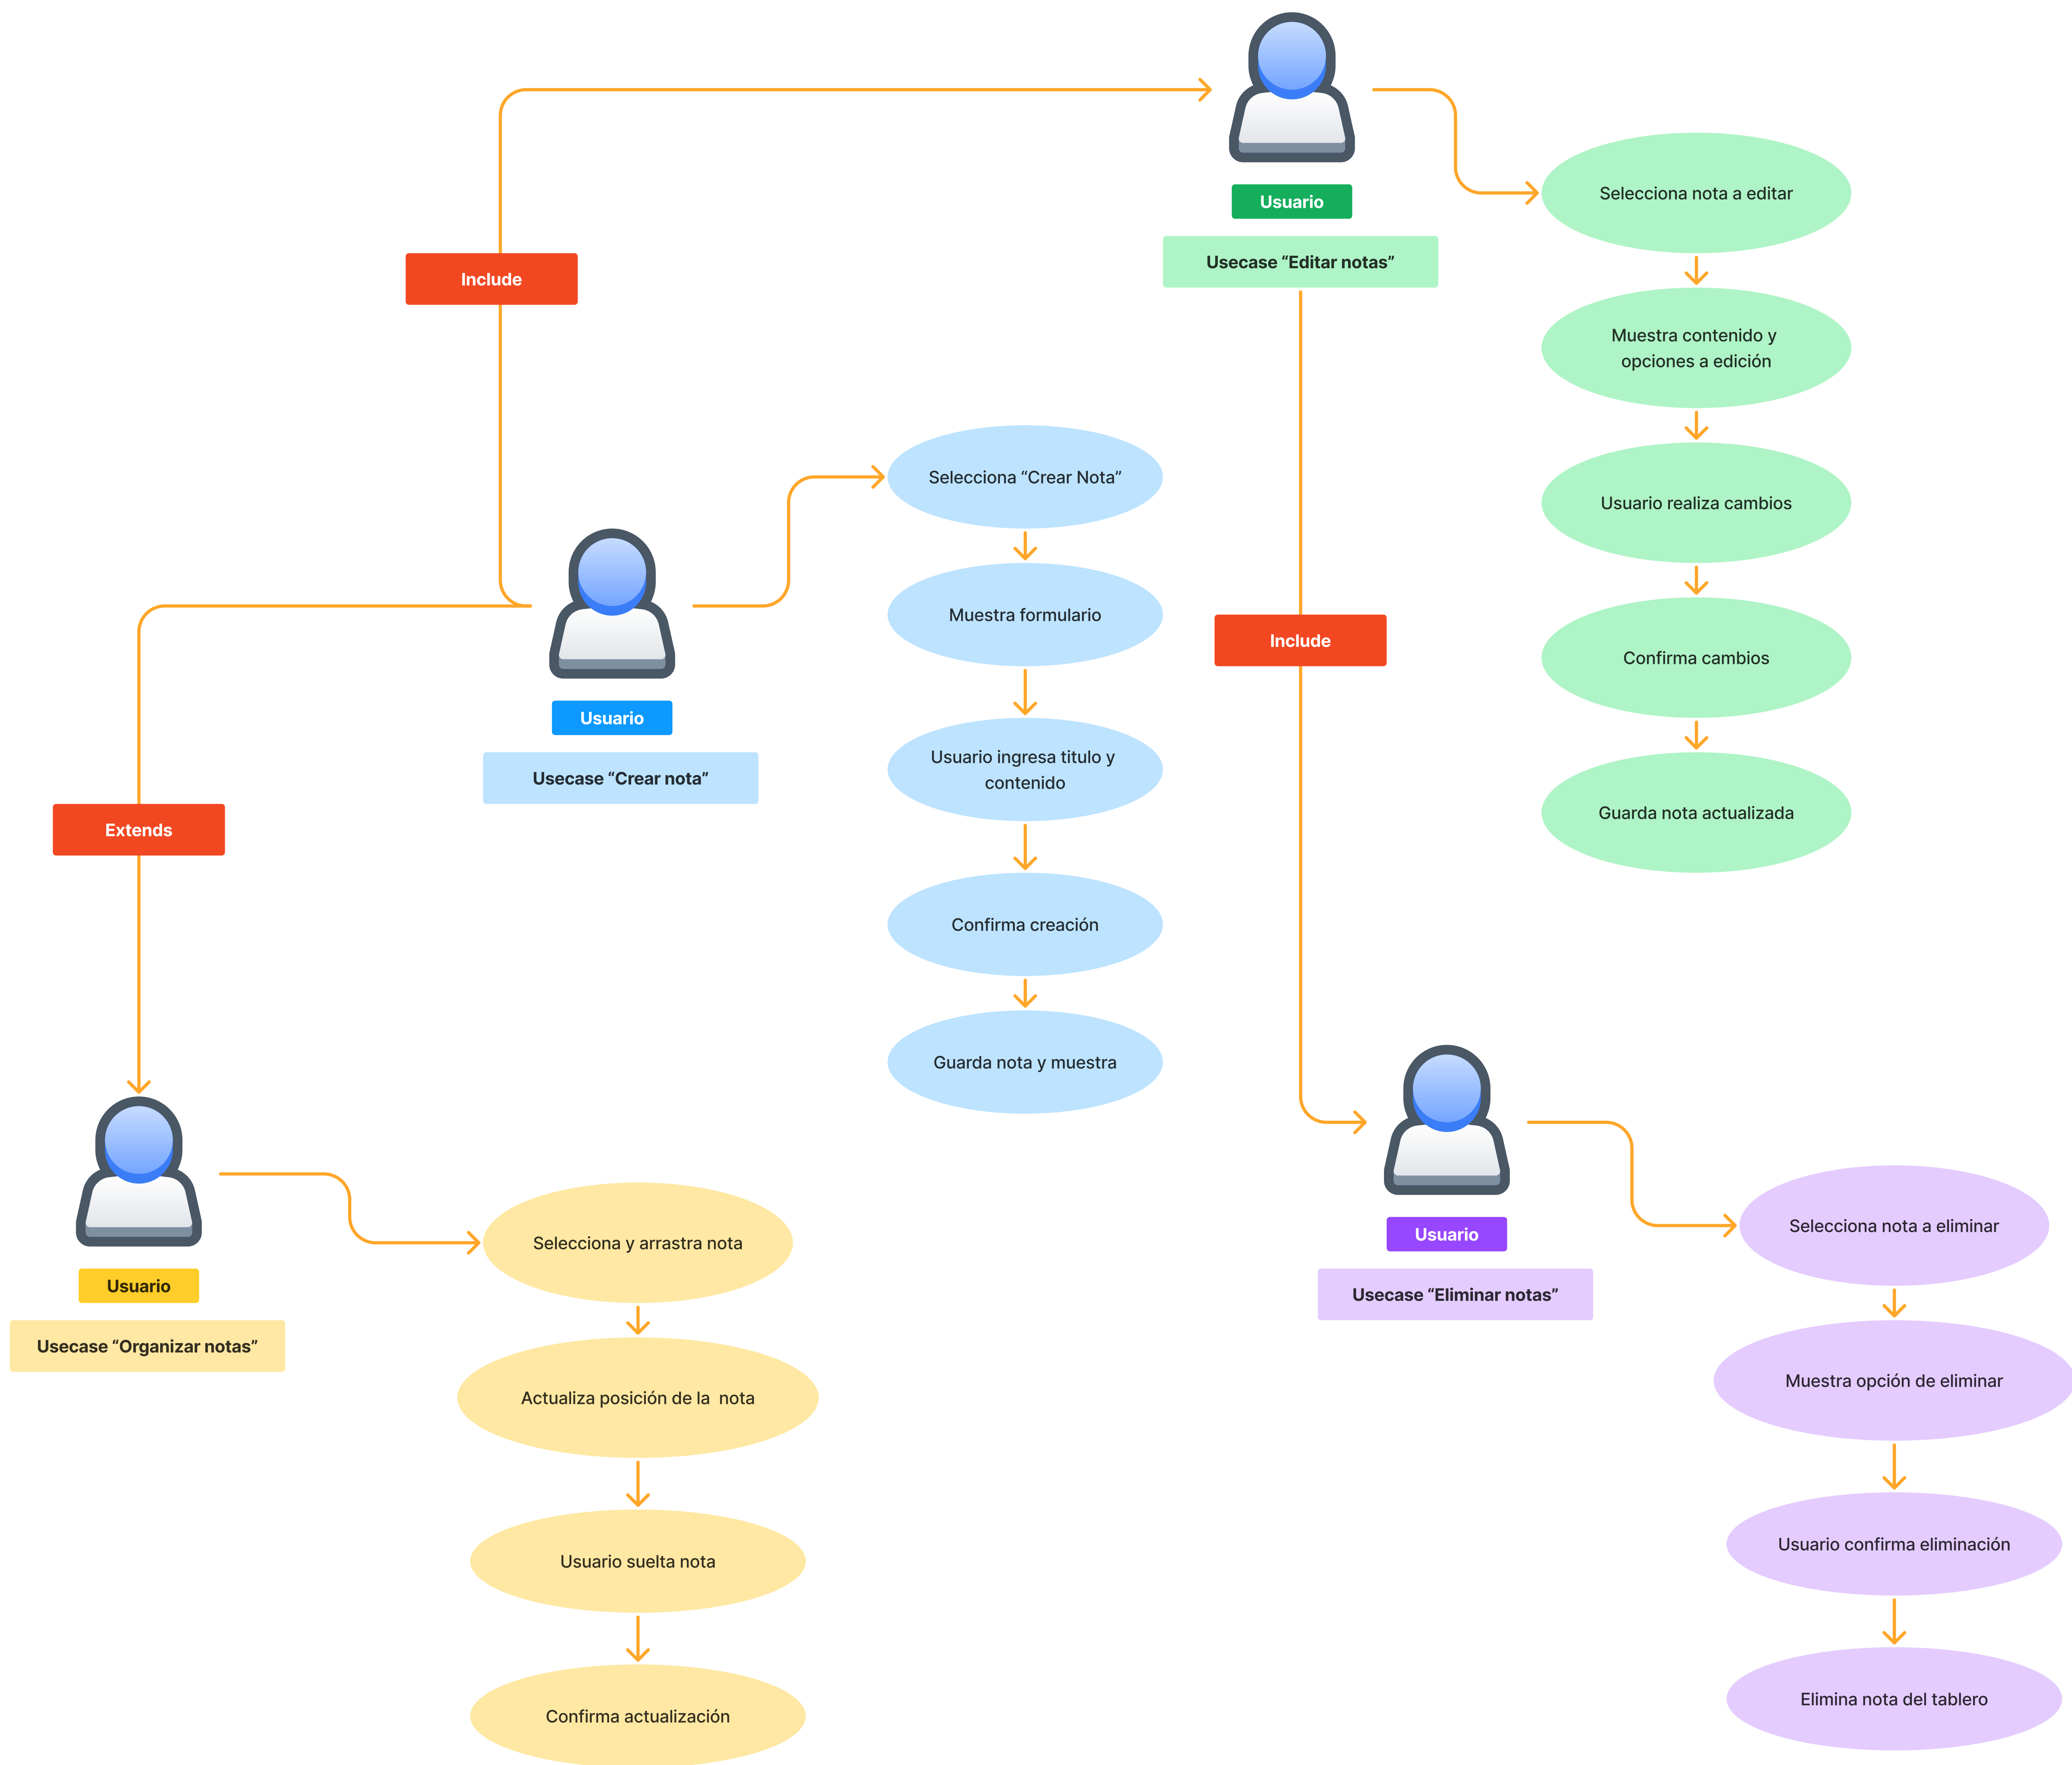 Usuario
Usecase “Editar notas”
Selecciona nota a editar
Muestra contenido y
opciones a edición
Usuario realiza cambios
Confirma cambios
Guarda nota actualizada
Include
Usuario
Usecase “Crear nota”
Selecciona “Crear Nota”
Muestra formulario
Usuario ingresa titulo y
contenido
Confirma creación
Guarda nota y muestra
Include
Extends
Usuario
Usecase “Organizar notas”
Selecciona y arrastra nota
Actualiza posición de la  nota
Usuario suelta nota
Confirma actualización
Usuario
Usecase “Eliminar notas”
Selecciona nota a eliminar
Muestra opción de eliminar
Usuario confirma eliminación
Elimina nota del tablero